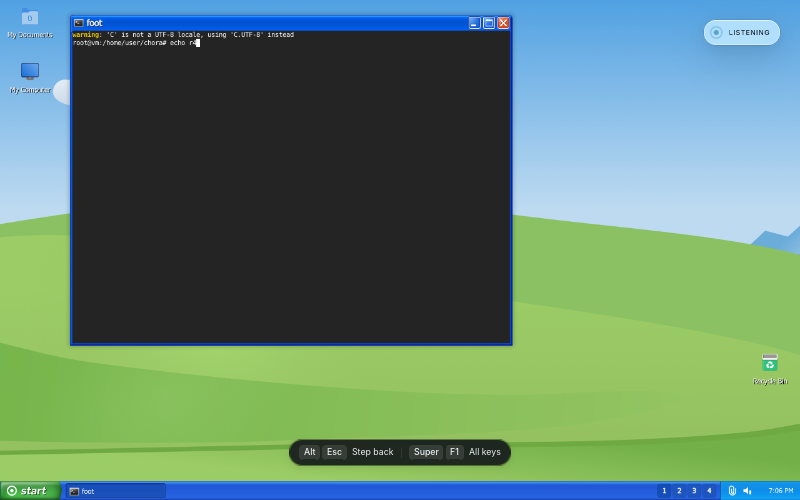 My Documents
My Computer
foot
warning: 'C' is not a UTF-8 locale, using 'C.UTF-8' instead
root@vm:/home/user/chora# echo r4
LISTENING
Recycle Bin
Alt Esc Step back Super F1 All keys
start foot 1 2 3 4 7:06 PM